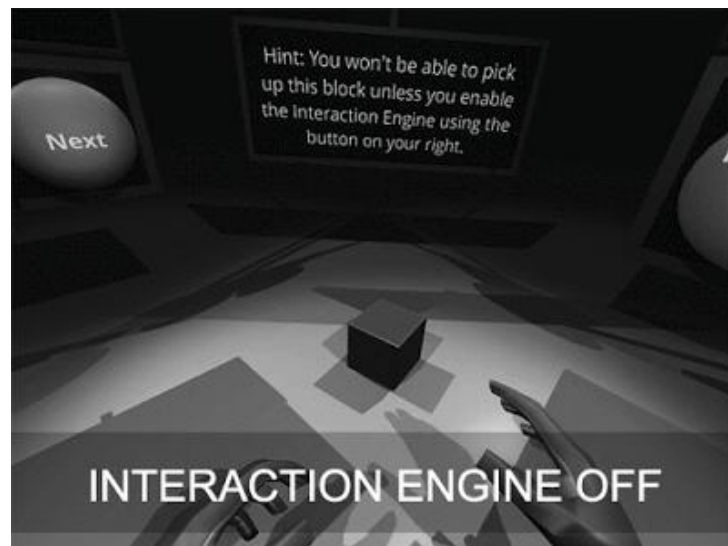 Hint: You won't be able to pick
up this block unless you enable
the Interaction Engine using the
button on your right.
Next
INTERACTION ENGINE OFF